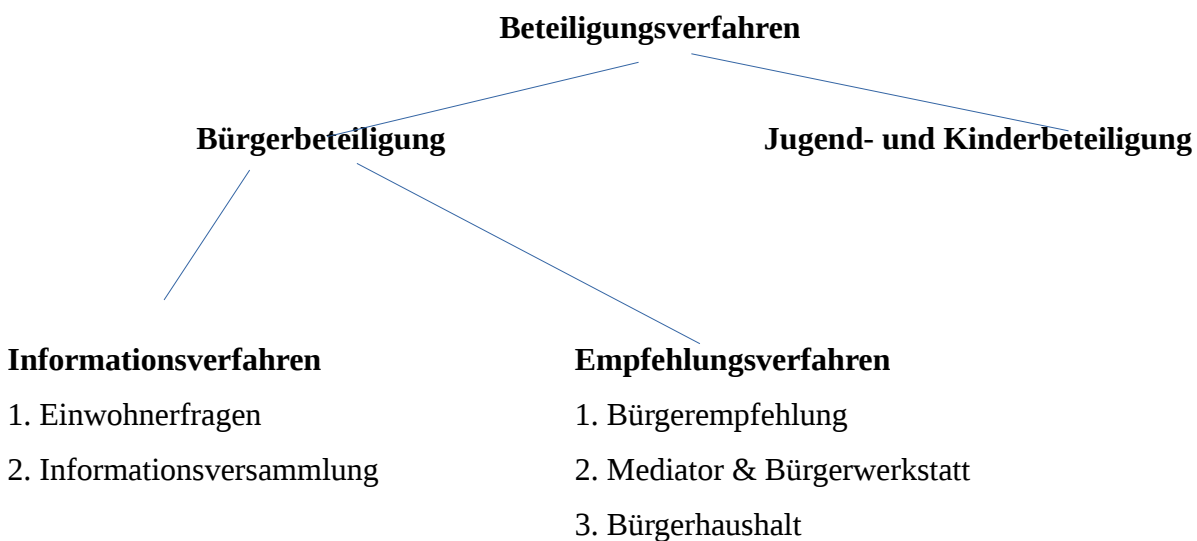 Beteiligungsverfahren
Bürgerbeteiligung
Jugend- und Kinderbeteiligung
Informationsverfahren
1. Einwohnerfragen
2. Informationsversammlung
Empfehlungsverfahren
1. Bürgerempfehlung
2. Mediator & Bürgerwerkstatt
3. Bürgerhaushalt